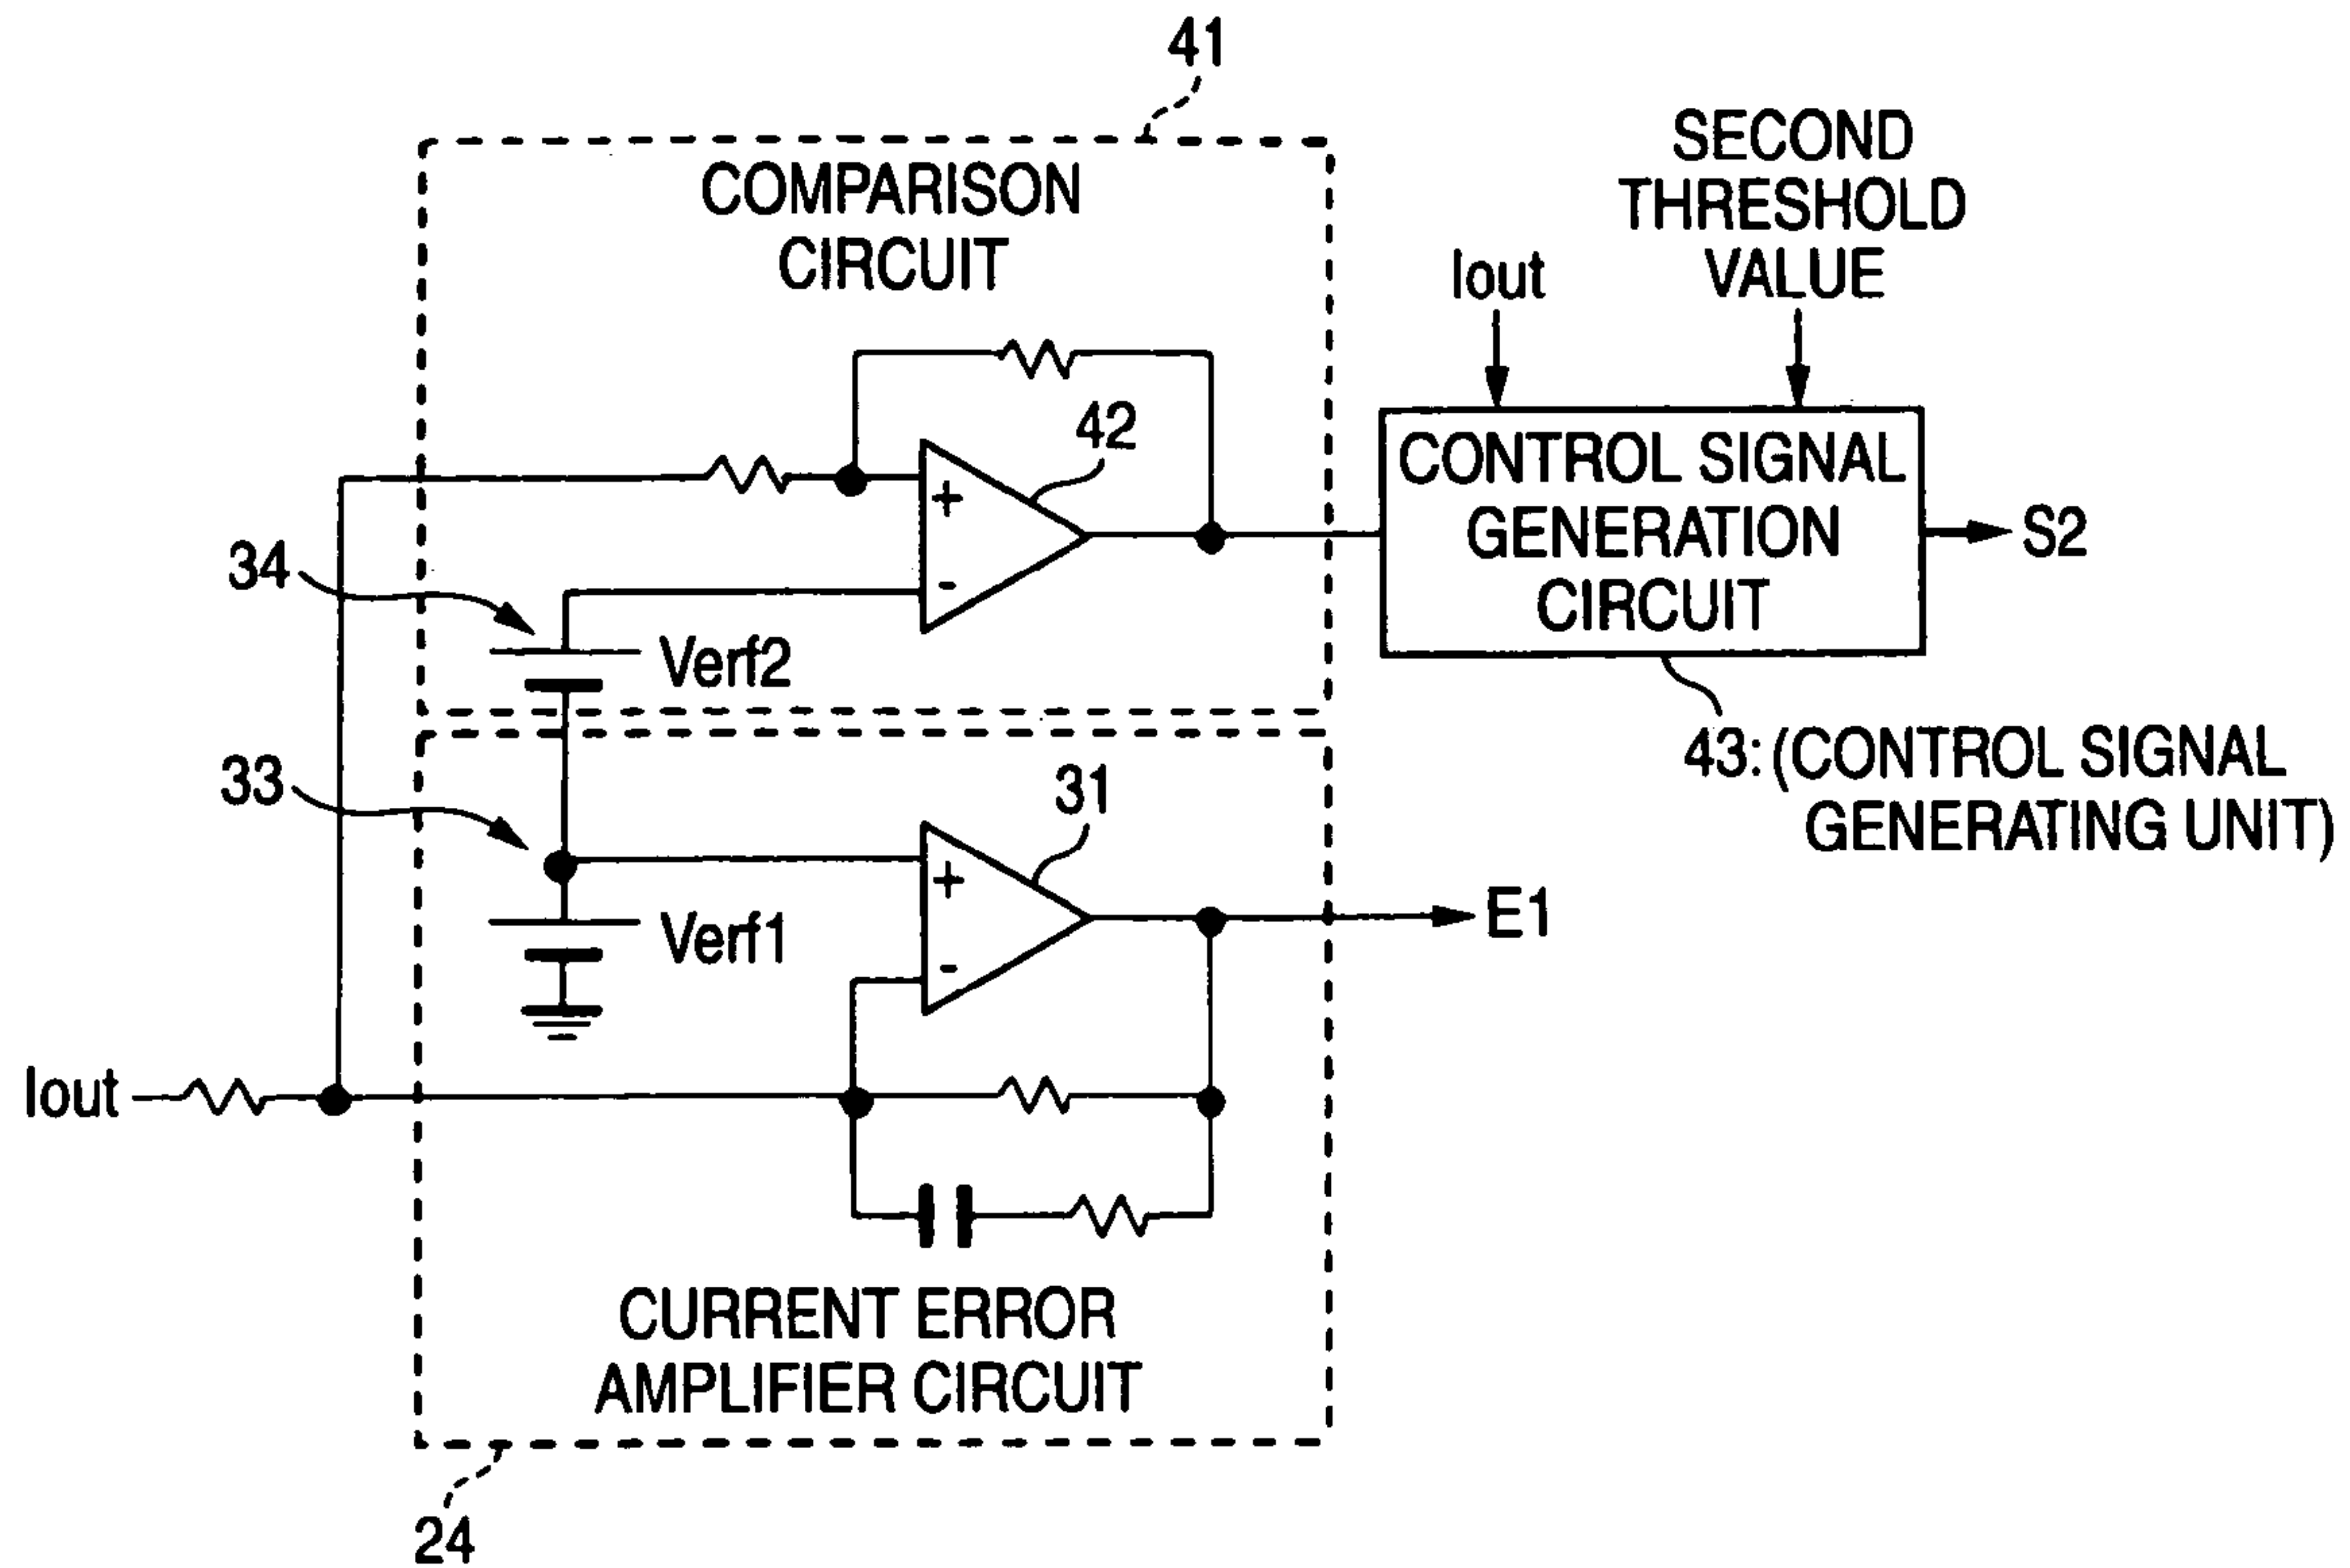 41
COMPARISON
CIRCUIT
SECOND
THRESHOLD
VALUE
Iout
42
+
-
CONTROL SIGNAL
GENERATION
CIRCUIT
S2
34
Verf2
43: (CONTROL SIGNAL
GENERATING UNIT)
33
31
+
-
E1
Verf1
Iout
CURRENT ERROR
AMPLIFIER CIRCUIT
24